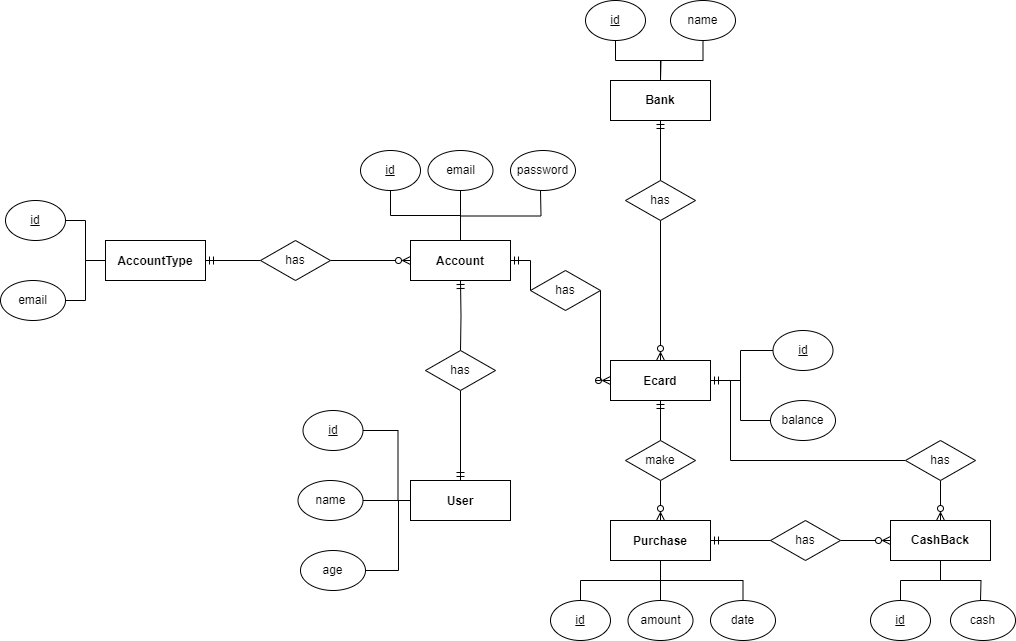 id
name
Bank
id
email
password
has
id
AccountType
has
Account
has
email
id
has
Ecard
id
balance
name
User
age
make
has
Purchase
has
CashBack
id
amount
date
id
cash